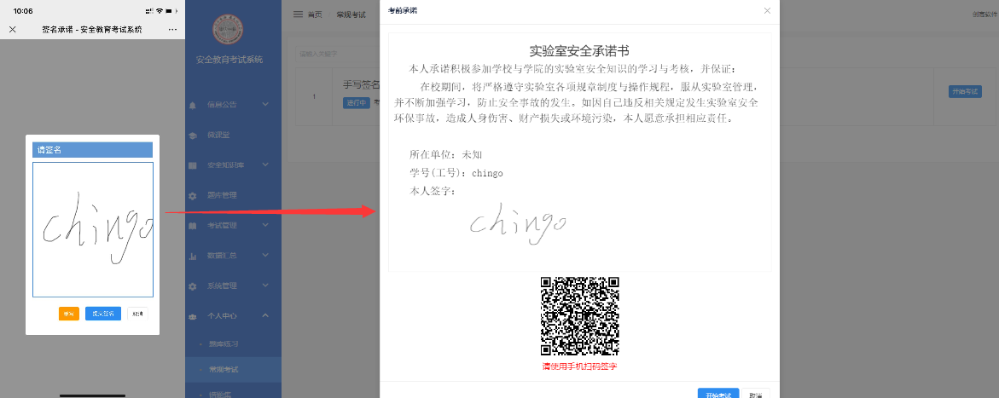 10:06
签名承诺 - 安全教育考试系统
请签名
chingo
重写
提交签名
取消
安全教育考试系统
信息公告
微课堂
安全知识库
题库管理
考试管理
数据汇总
系统管理
个人中心
题库练习
常规考试
错题集
首页
常规考试
请输入关键字
1
手写签名
进行中
考前承诺
实验室安全承诺书
本人承诺积极参加学校与学院的实验室安全知识的学习与考核，并保证：
在校期间，将严格遵守实验室各项规章制度与操作规程，服从实验室管理，
并不断加强学习，防止安全事故的发生。如因自己违反相关规定发生实验室安全
环保事故，造成人身伤害、财产损失或环境污染，本人愿意承担相应责任。
所在单位：未知
学号(工号)：chingo
本人签字：
chingo
请使用手机扫码签字
开始考试
取消
开始考试